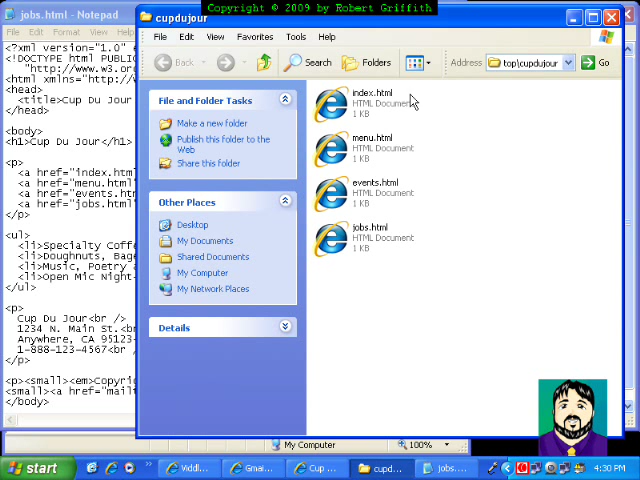 Copyright © 2009 by Robert Griffith
jobs.html - Notepad
File Edit Format View Help
<?xml version="1.0"
<!DOCTYPE html PUBL
"http://www.w3.or
<html xmlns="http:/
<head>
<title>Cup Du Jour
</head>
<body>
<h1>Cup Du Jour</h1>
<p>
<a href="index.htm
<a href="menu.html
<a href="events.ht
<a href="jobs.html"
</p>
<ul>
<li>Specialty Coff
<li>Doughnuts, Bag
<li>Music, Poetry a
<li>Open Mic Night-
</ul>
<p>
Cup Du Jour<br />
1234 N. Main St.<b
Anywhere, CA 95123
1-888-123-4567<br
</p>
<p><small><em>Copyri
<small><a href="mail
</body>
cupdujour
File Edit View Favorites Tools Help
Back Search Folders Address top\cupdujour Go
File and Folder Tasks
Make a new folder
Publish this folder to the
Web
Share this folder
Other Places
Desktop
My Documents
Shared Documents
My Computer
My Network Places
Details
index.html
HTML Document
1 KB
menu.html
HTML Document
1 KB
events.html
HTML Document
1 KB
jobs.html
HTML Document
1 KB
My Computer 100%
start Viddl... Gmai... Cup ... cupd... jobs.... 4:30 PM